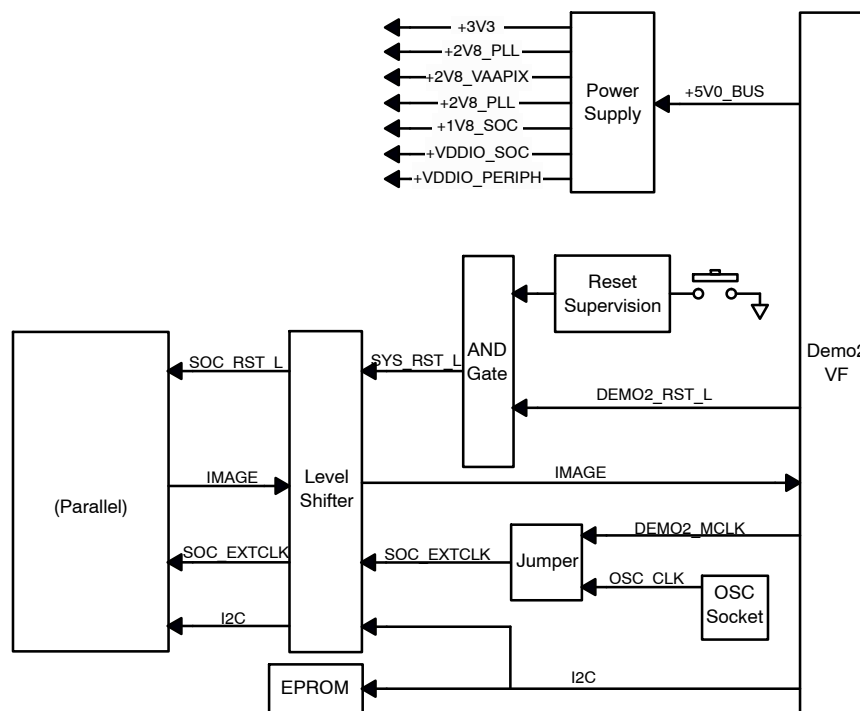 +3V3
+2V8_PLL
+2V8_VAAPIX
+2V8_PLL
+1V8_SOC
+VDDIO_SOC
+VDDIO_PERIPH
Power
Supply
+5V0_BUS
Reset
Supervision
AND
Gate
SYS_RST_L
SOC_RST_L
DEMO2_RST_L
Demo2
VF
(Parallel)
IMAGE
Level
Shifter
IMAGE
SOC_EXTCLK
SOC_EXTCLK
Jumper
DEMO2_MCLK
OSC_CLK
OSC
Socket
I2C
EPROM
I2C